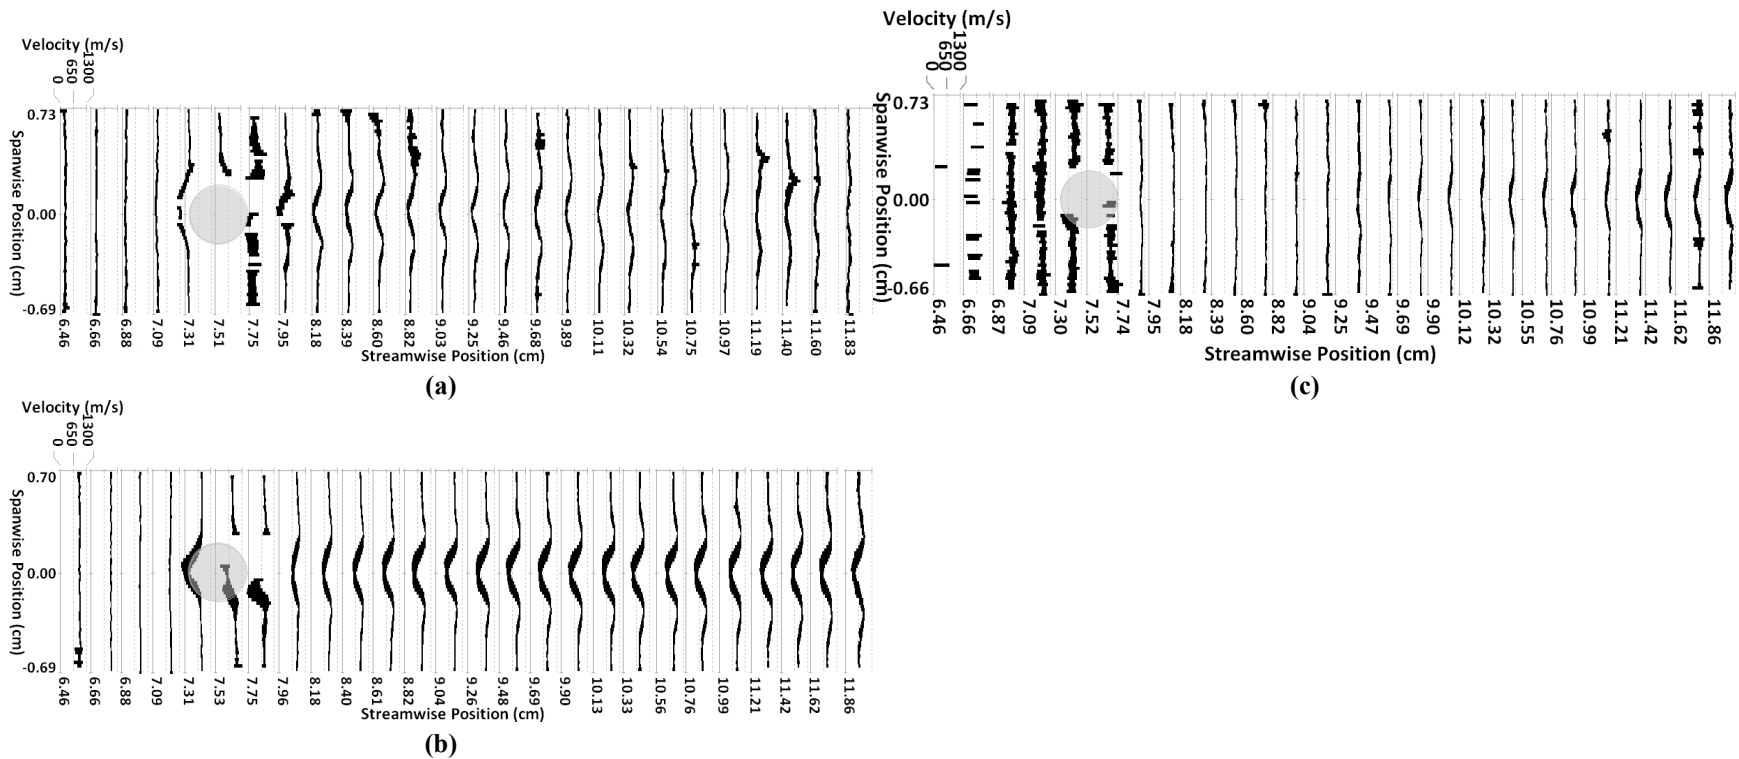 Velocity (m/s)
0 650 1300
0.73
0.00
-0.69
Spanwise Position (cm)
6.46 6.66 6.88 7.09 7.31 7.51 7.75 7.95 8.18 8.39 8.60 8.82 9.03 9.25 9.46 9.68 9.89 10.11 10.32 10.54 10.75 10.97 11.19 11.40 11.60 11.83
Streamwise Position (cm)
(a)
Velocity (m/s)
0 650 1300
0.73
0.00
-0.66
Spanwise Position (cm)
6.46 6.66 6.87 7.09 7.30 7.52 7.74 7.95 8.18 8.39 8.60 8.82 9.04 9.25 9.47 9.69 9.90 10.12 10.32 10.55 10.76 10.99 11.21 11.42 11.62 11.86
Streamwise Position (cm)
(c)
Velocity (m/s)
0 650 1300
0.70
0.00
-0.69
Spanwise Position (cm)
6.46 6.66 6.88 7.09 7.31 7.53 7.75 7.96 8.18 8.40 8.61 8.82 9.04 9.26 9.48 9.69 9.90 10.13 10.33 10.56 10.76 10.99 11.21 11.42 11.62 11.86
Streamwise Position (cm)
(b)